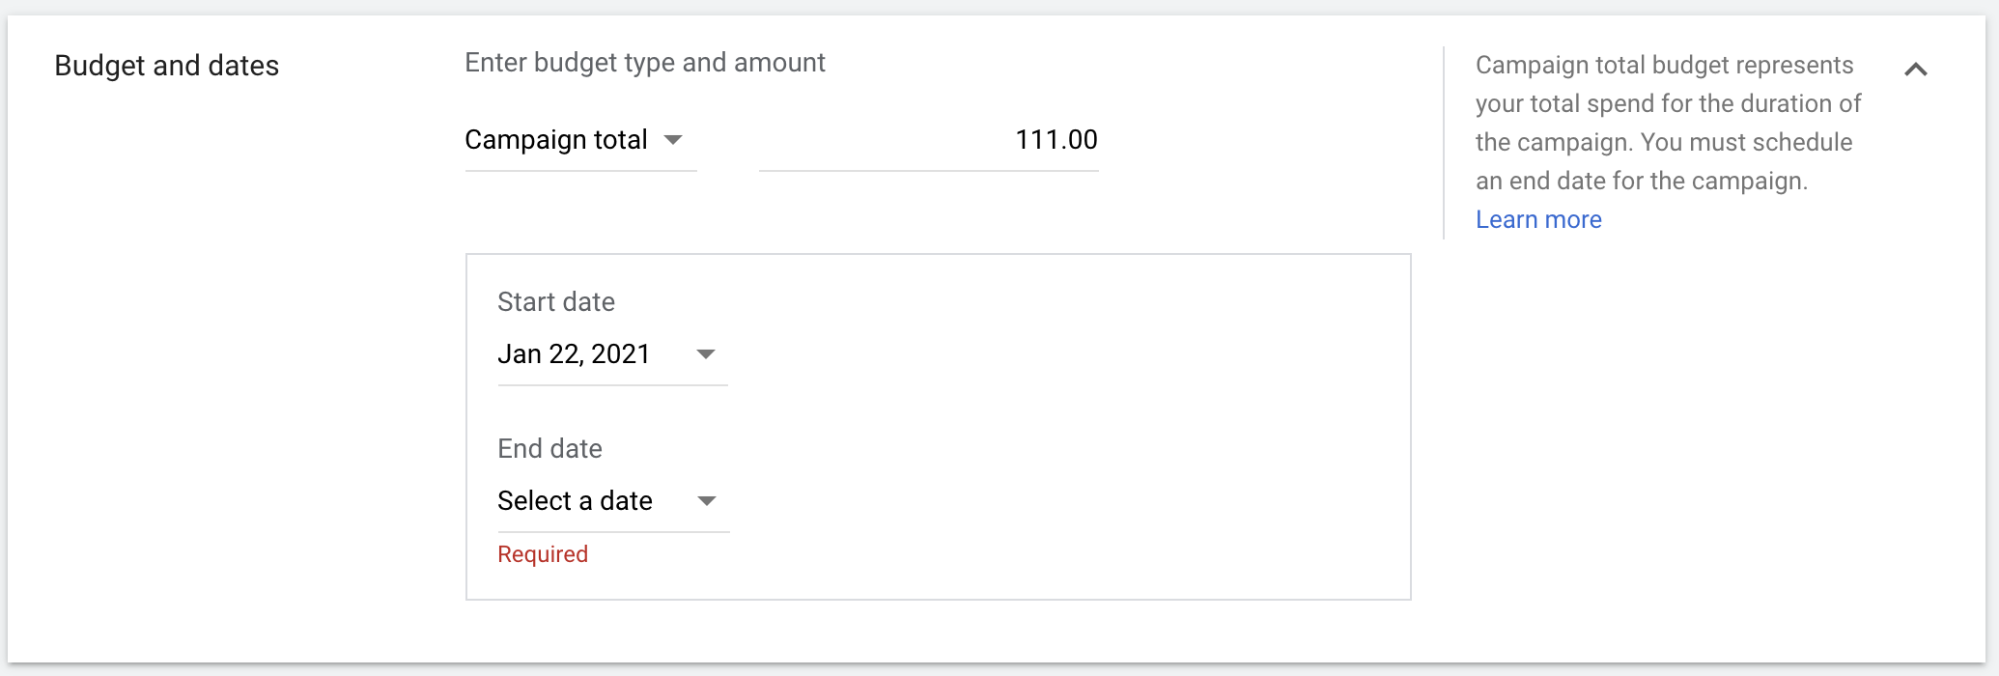 Budget and dates
Enter budget type and amount
Campaign total
111.00
Campaign total budget represents
your total spend for the duration of
the campaign. You must schedule
an end date for the campaign.
Learn more
Start date
Jan 22, 2021
End date
Select a date
Required